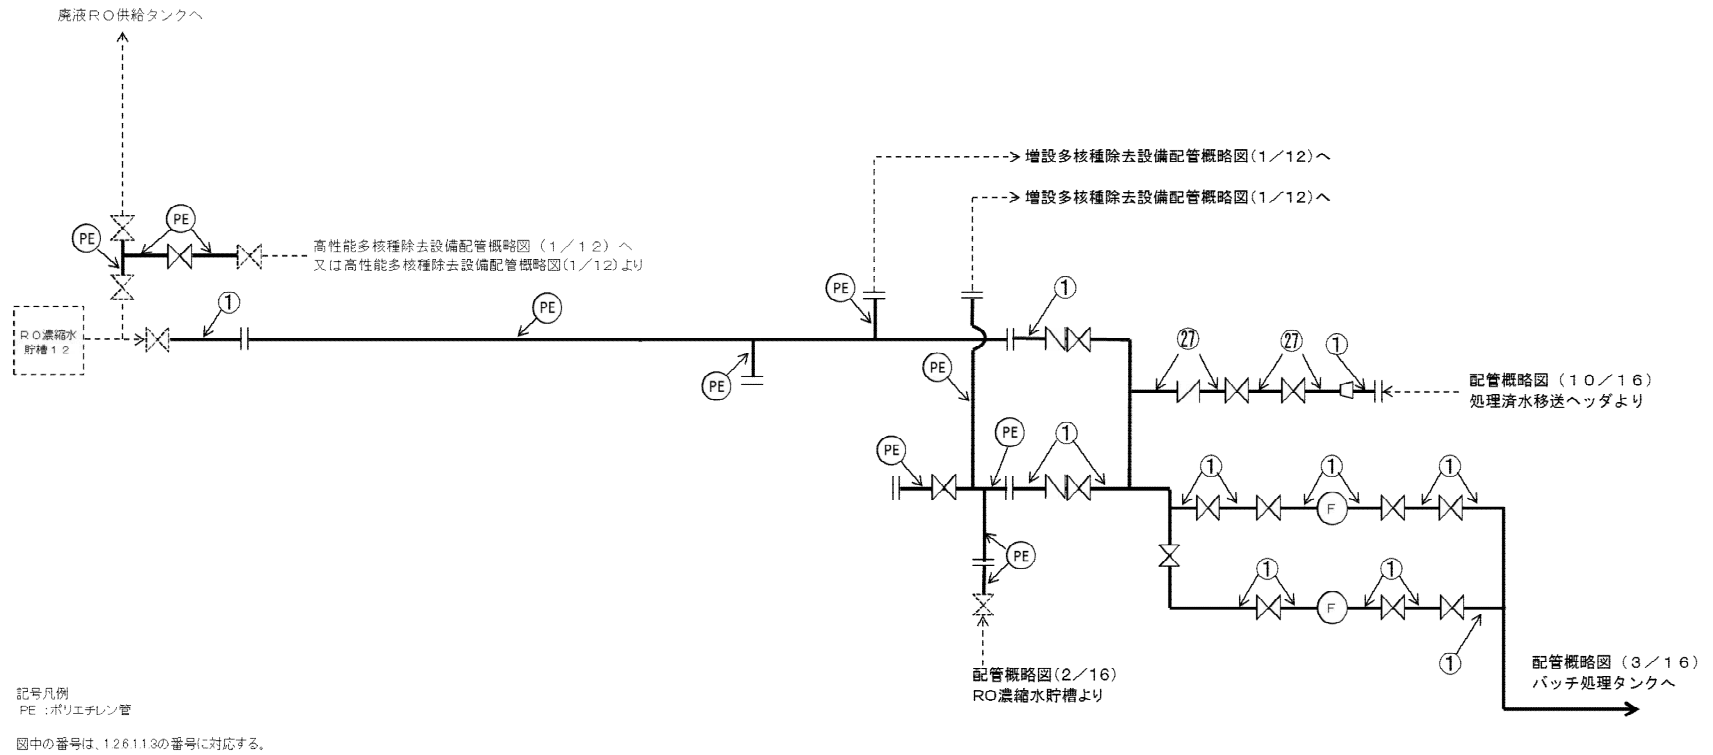 廃液RO供給タンクへ
増設多核種除去設備配管概略図(1/12)へ
増設多核種除去設備配管概略図(1/12)へ
PE
PE
高性能多核種除去設備配管概略図(1/12)へ
又は高性能多核種除去設備配管概略図(1/12)より
RO濃縮水
貯槽12
①
PE
PE
①
PE
PE
㉗
㉗
①
配管概略図(10/16)
処理済水移送ヘッダより
PE
PE
①
①
①
①
F
PE
①
①
F
①
配管概略図(2/16)
RO濃縮水貯槽より
配管概略図(3/16)
バッチ処理タンクへ
記号凡例
PE:ポリエチレン管
図中の番号は、1.2.6.1.1.3の番号に対応する。